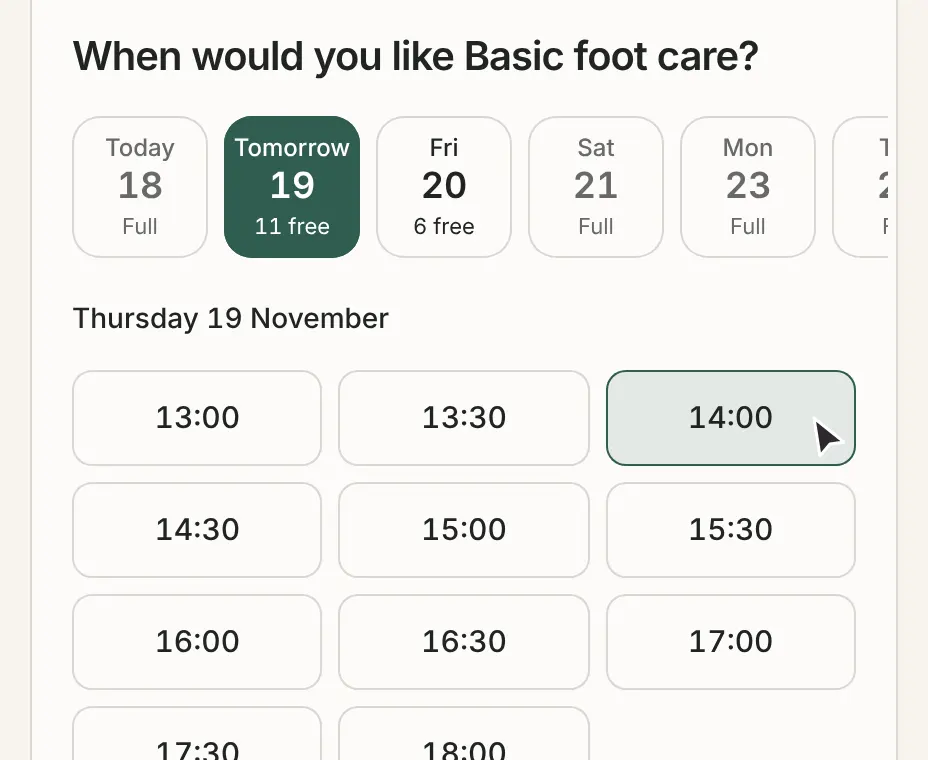 When would you like Basic foot care?
Today Tomorrow Fri Sat Mon
18 19 20 21 23
Full 11 free 6 free Full Full
Thursday 19 November
13:00 13:30 14:00
14:30 15:00 15:30
16:00 16:30 17:00
17:30 18:00